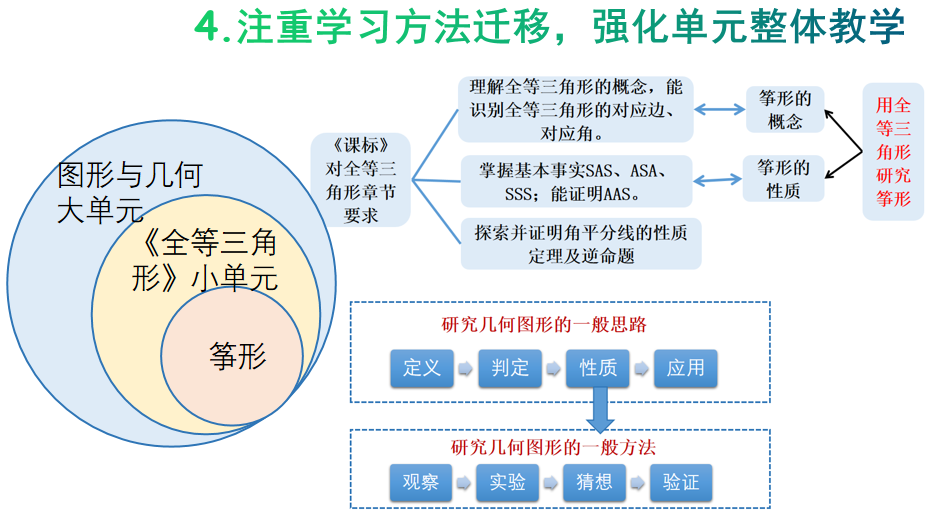 4.注重学习方法迁移，强化单元整体教学
图形与几何
大单元
《全等三角
形》小单元
筝形
《课标》
对全等三
角形章节
要求
理解全等三角形的概念，能
识别全等三角形的对应边、
对应角。
掌握基本事实SAS、ASA、
SSS；能证明AAS。
探索并证明角平分线的性质
定理及逆命题
筝形的
概念
筝形的
性质
用全
等三
角形
研究
筝形
研究几何图形的一般思路
定义
判定
性质
应用
研究几何图形的一般方法
观察
实验
猜想
验证